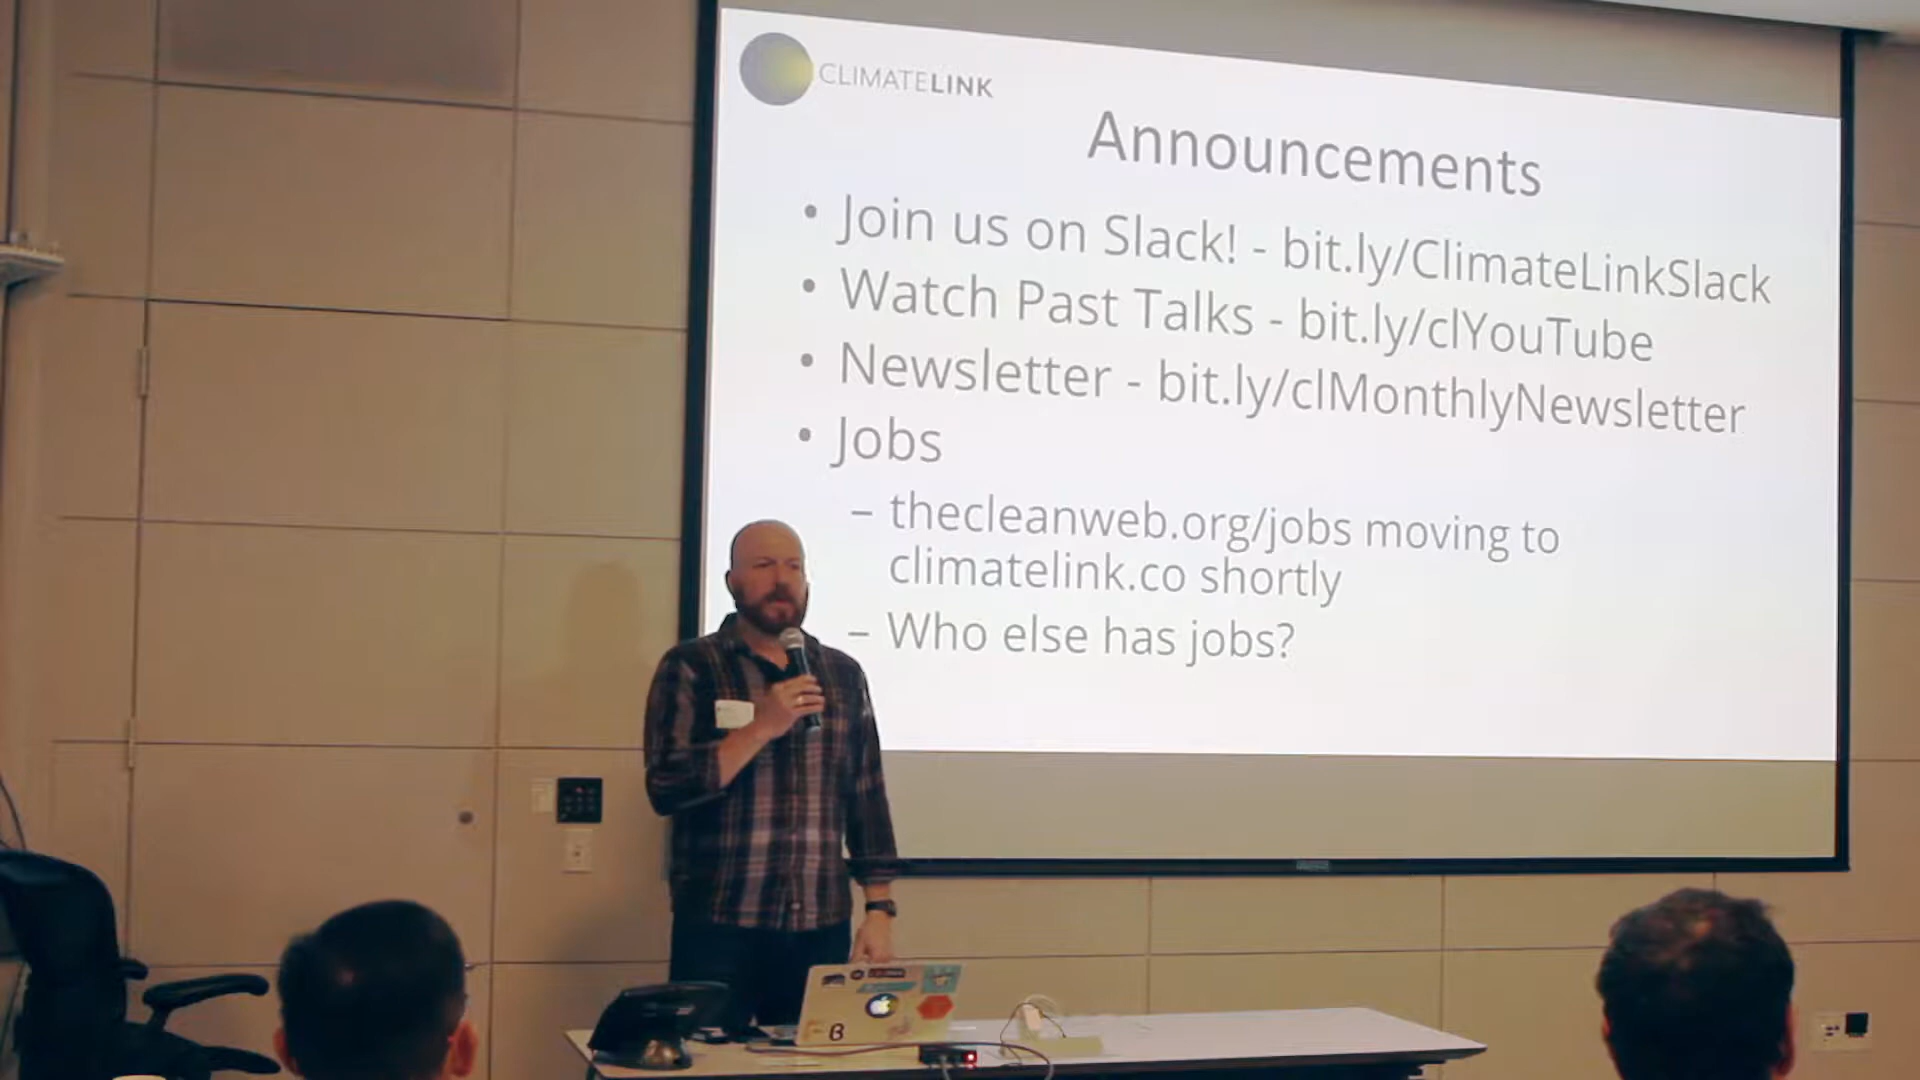 CLIMATELINK
Announcements
• Join us on Slack! - bit.ly/ClimateLinkSlack
• Watch Past Talks - bit.ly/clYouTube
• Newsletter - bit.ly/clMonthlyNewsletter
• Jobs
– thecleanweb.org/jobs moving to
climatelink.co shortly
– Who else has jobs?